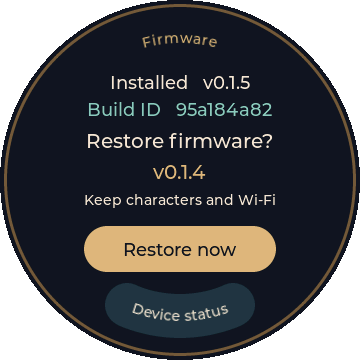 Firmware
Installed v0.1.5
Build ID 95a184a82
Restore firmware?
v0.1.4
Keep characters and Wi-Fi
Restore now
Device status